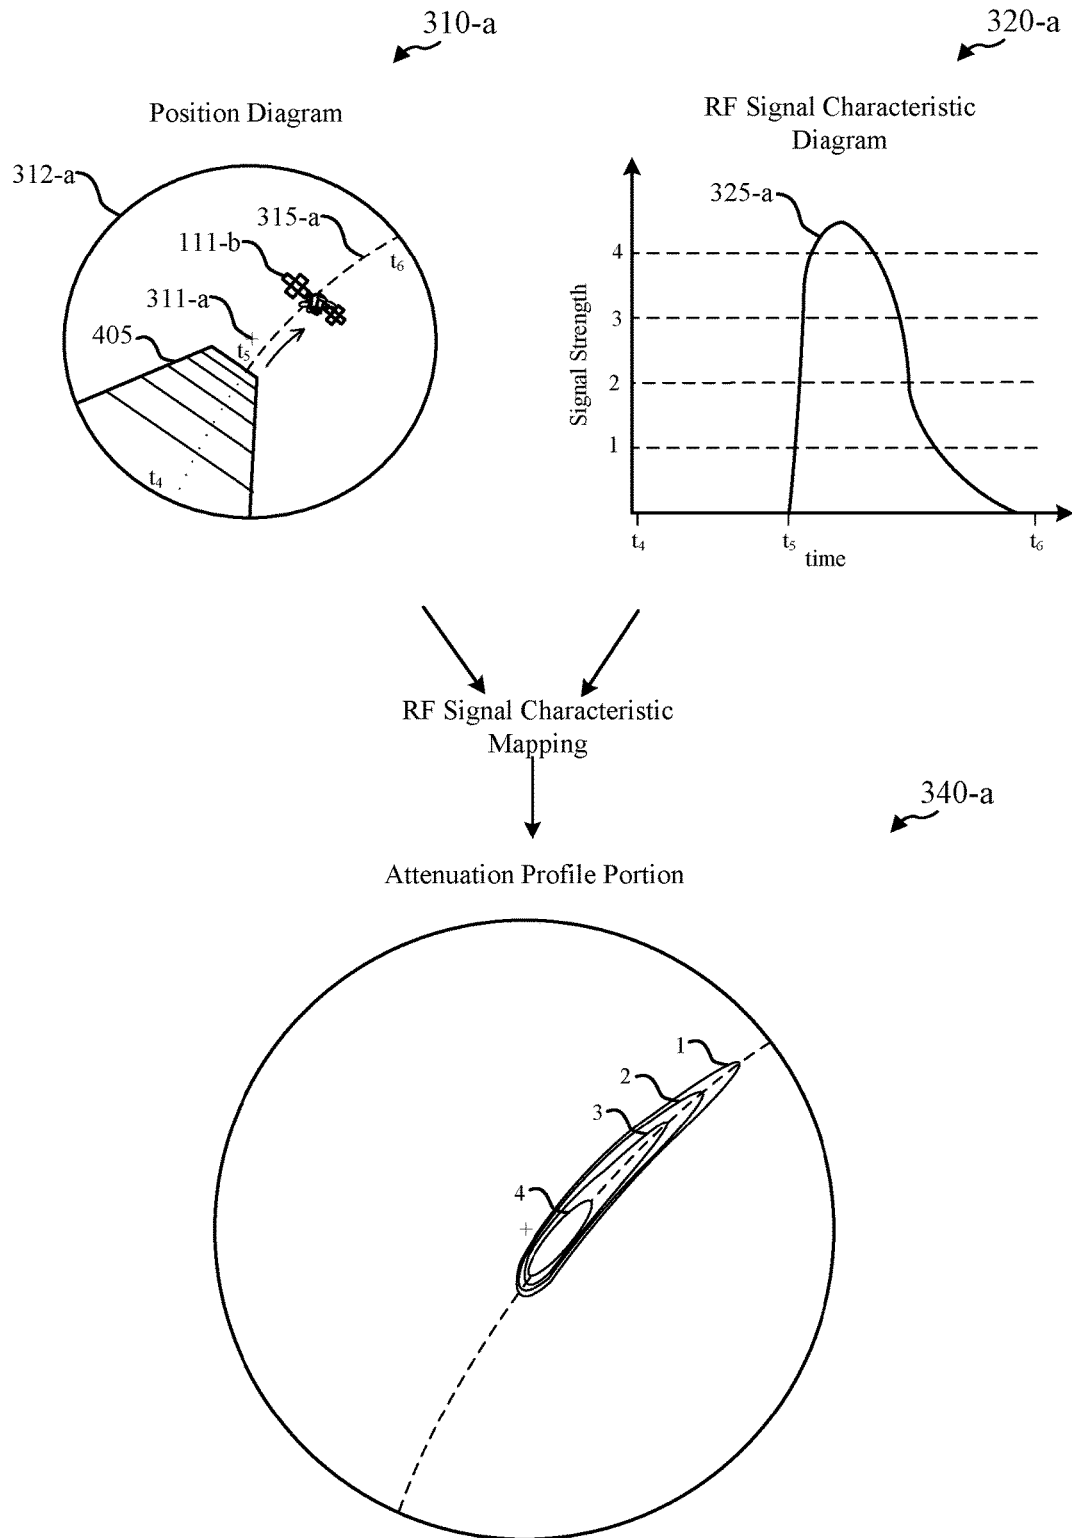 310-a
320-a
Position Diagram
RF Signal Characteristic
Diagram
312-a
315-a
111-b
311-a
405
t5
t6
t4
325-a
Signal Strength
4
3
2
1
t4
t5
t6
time
RF Signal Characteristic
Mapping
340-a
Attenuation Profile Portion
1
2
3
4